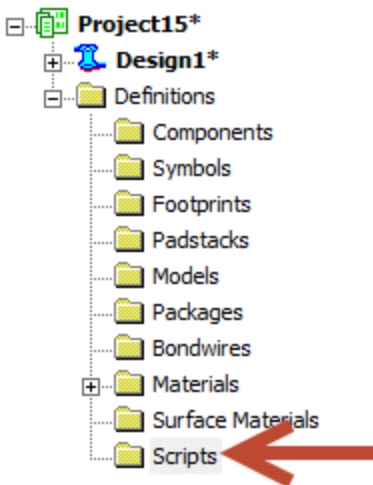 Project15*
Design1*
Definitions
Components
Symbols
Footprints
Padstacks
Models
Packages
Bondwires
Materials
Surface Materials
Scripts